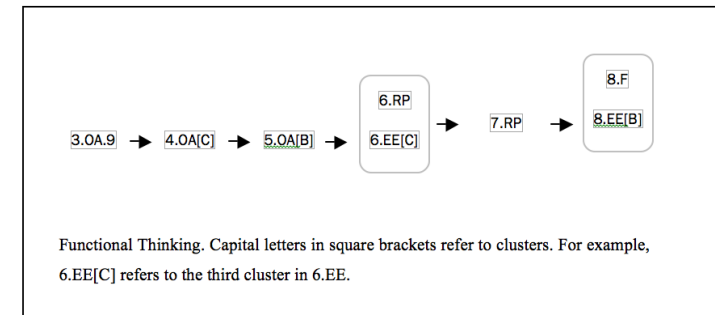 8.F
6.RP
8.EE[B]
7.RP
3.OA.9
4.OA[C]
5.OA[B]
6.EE[C]
Functional Thinking. Capital letters in square brackets refer to clusters. For example,
6.EE[C] refers to the third cluster in 6.EE.